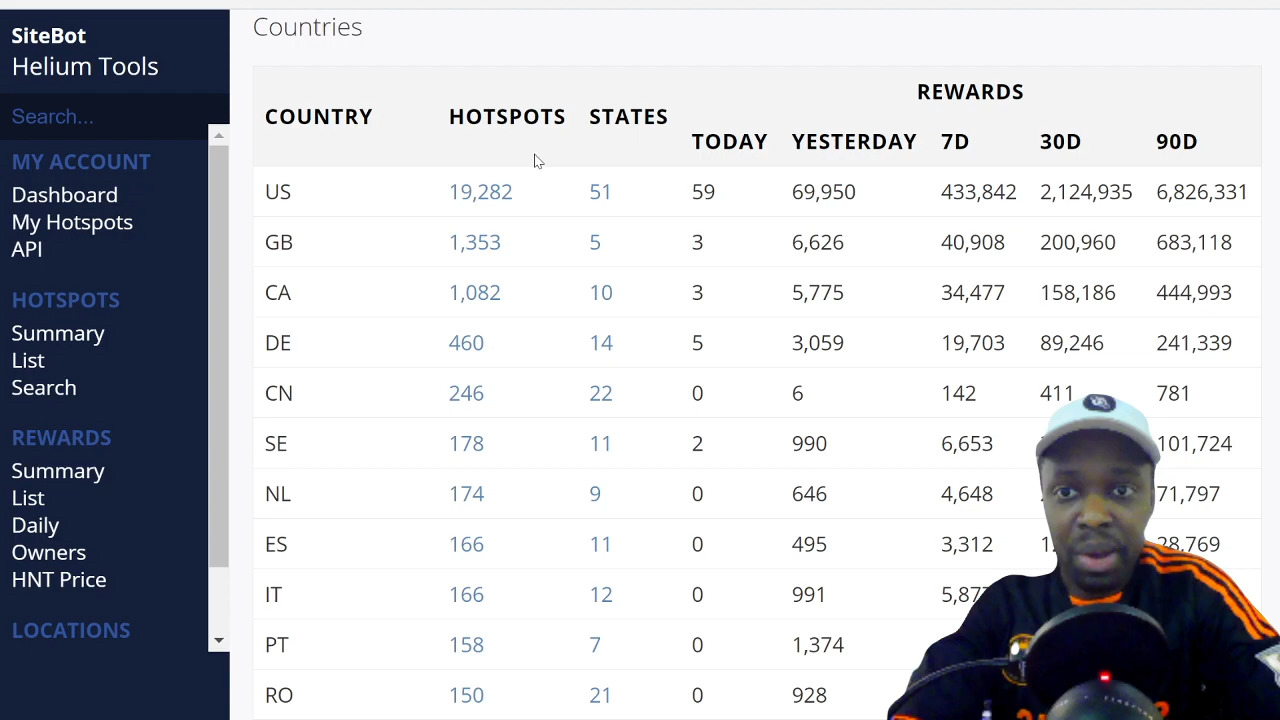 SiteBot
Helium Tools
Search...
MY ACCOUNT
Dashboard
My Hotspots
API
HOTSPOTS
Summary
List
Search
REWARDS
Summary
List
Daily
Owners
HNT Price
LOCATIONS
Countries
REWARDS
COUNTRY HOTSPOTS STATES
TODAY YESTERDAY 7D 30D 90D
US 19,282 51 59 69,950 433,842 2,124,935 6,826,331
GB 1,353 5 3 6,626 40,908 200,960 683,118
CA 1,082 10 3 5,775 34,477 158,186 444,993
DE 460 14 5 3,059 19,703 89,246 241,339
CN 246 22 0 6 142 411 781
SE 178 11 2 990 6,653 101,724
NL 174 9 0 646 4,648 71,797
ES 166 11 0 495 3,312
IT 166 12 0 991
PT 158 7 0 1,374
RO 150 21 0 928